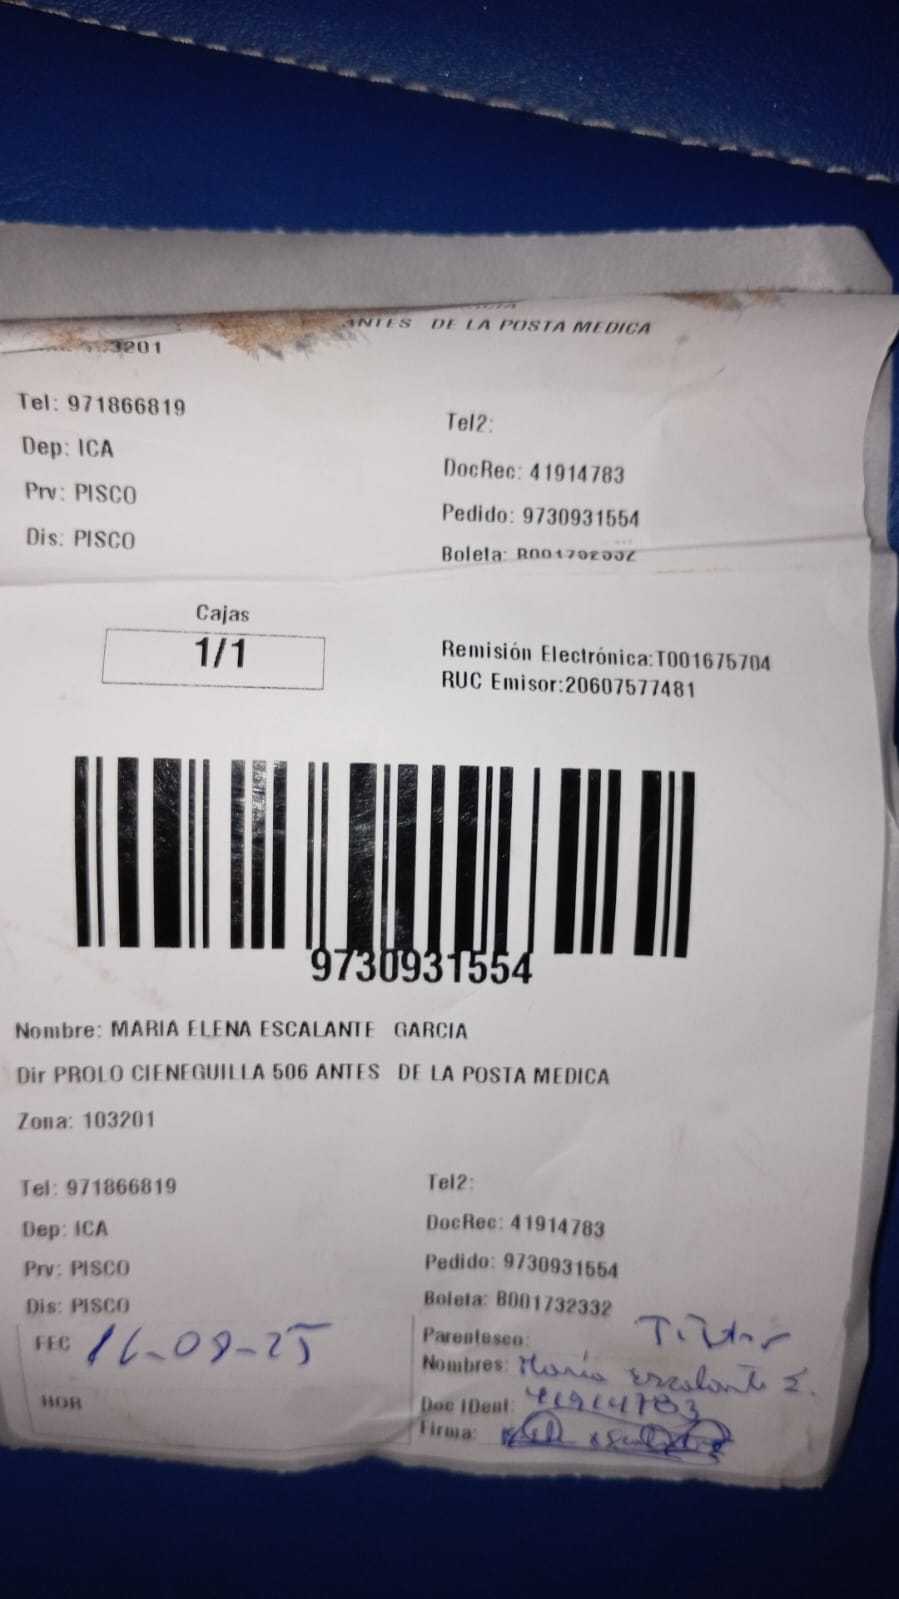 ANTES DE LA POSTA MEDICA
3201
Tel: 971866819
Tel2:
Dep: ICA
DocRec: 41914783
Prv: PISCO
Pedido: 9730931554
Dis: PISCO
Boleta:
Cajas
1/1
Remisión Electrónica:T001675704
RUC Emisor:20607577481
9730931554
Nombre: MARIA ELENA ESCALANTE GARCIA
Dir PROLO CIENEGUILLA 506 ANTES DE LA POSTA MEDICA
Zona: 103201
Tel: 971866819
Tel2:
Dep: ICA
DocRec: 41914783
Prv: PISCO
Pedido: 9730931554
Dis: PISCO
Boleta: B001732332
FEC 16-09-25
Parentesco: Titular
Nombres: María Escalante
HOR
Doc IDent: 41914783
Firma: